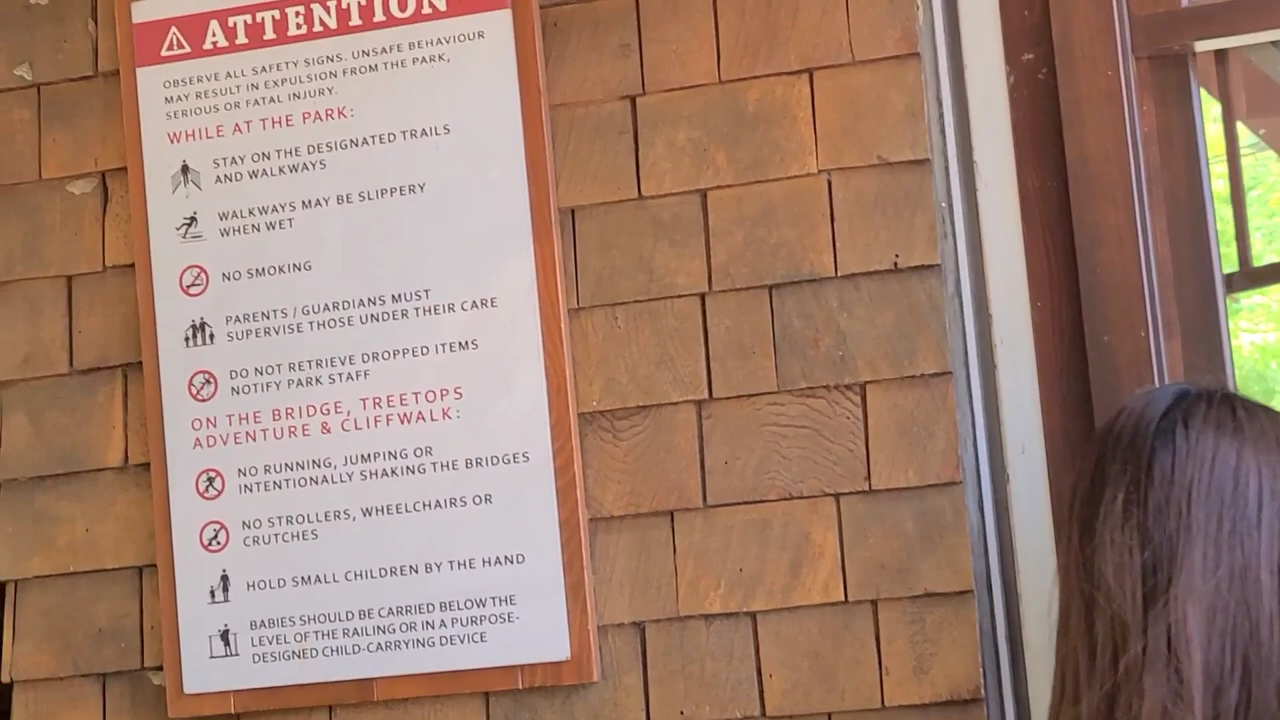 ATTENTION
OBSERVE ALL SAFETY SIGNS. UNSAFE BEHAVIOUR
MAY RESULT IN EXPULSION FROM THE PARK,
SERIOUS OR FATAL INJURY.
WHILE AT THE PARK:
STAY ON THE DESIGNATED TRAILS
AND WALKWAYS
WALKWAYS MAY BE SLIPPERY
WHEN WET
NO SMOKING
PARENTS / GUARDIANS MUST
SUPERVISE THOSE UNDER THEIR CARE
DO NOT RETRIEVE DROPPED ITEMS
NOTIFY PARK STAFF
ON THE BRIDGE, TREETOPS
ADVENTURE & CLIFFWALK:
NO RUNNING, JUMPING OR
INTENTIONALLY SHAKING THE BRIDGES
NO STROLLERS, WHEELCHAIRS OR
CRUTCHES
HOLD SMALL CHILDREN BY THE HAND
BABIES SHOULD BE CARRIED BELOW THE
LEVEL OF THE RAILING OR IN A PURPOSE-
DESIGNED CHILD-CARRYING DEVICE